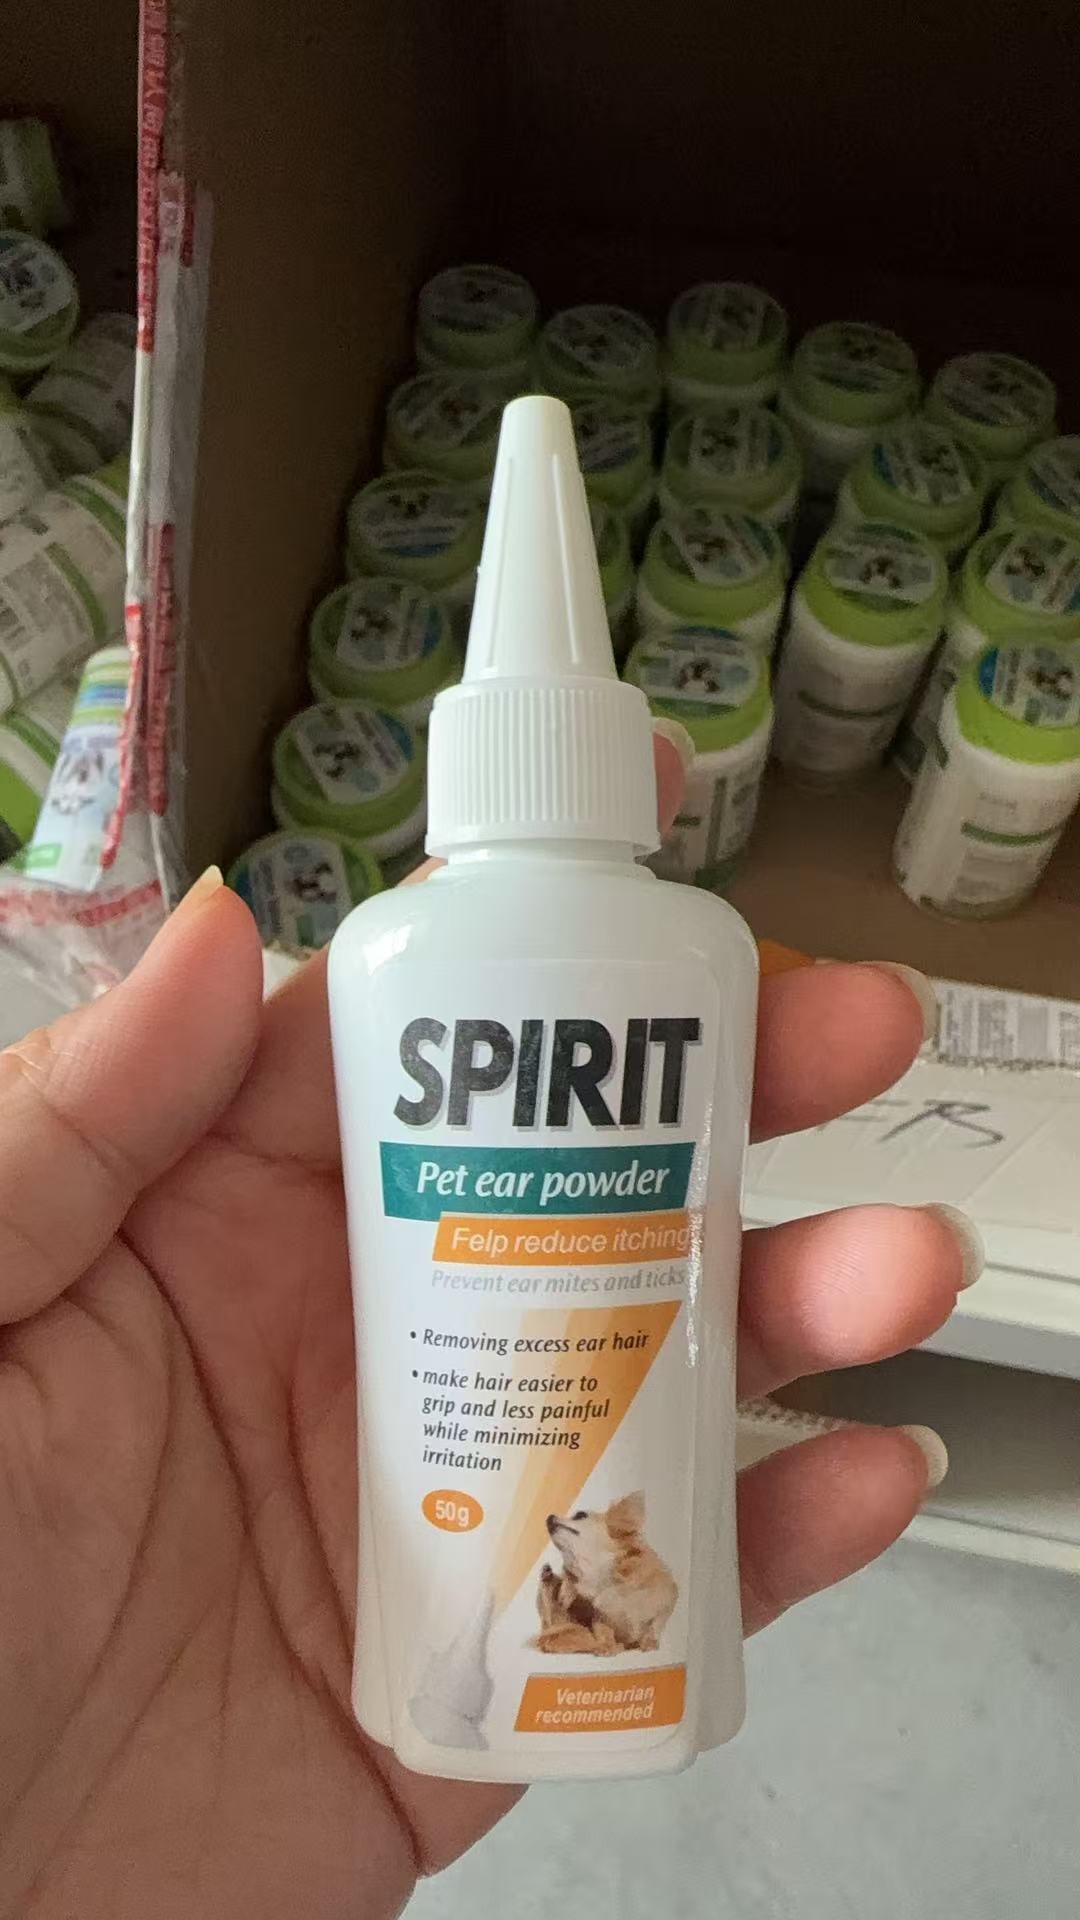 SPIRIT
Pet ear powder
Felp reduce itching
Prevent ear mites and ticks
• Removing excess ear hair
• make hair easier to
grip and less painful
while minimizing
irritation
50g
Veterinarian
recommended